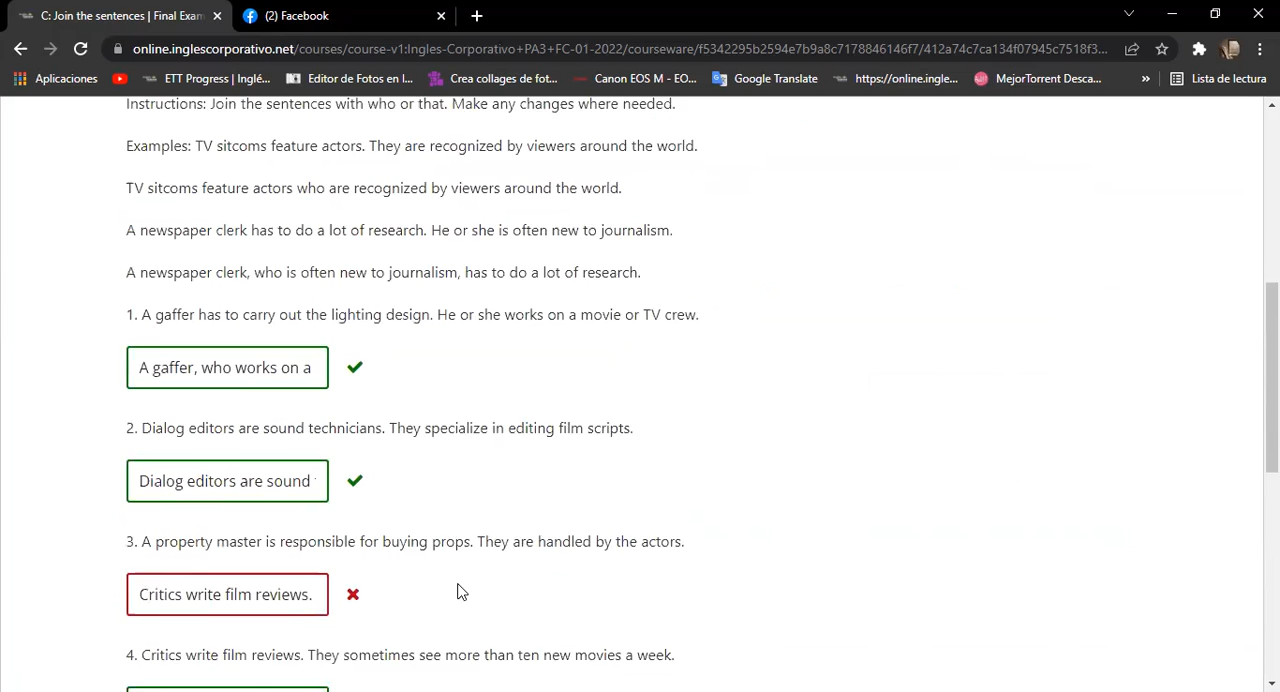 C: Join the sentences | Final Exam
(2) Facebook
online.inglescorporativo.net/courses/course-v1:Ingles-Corporativo+PA3+FC-01-2022/courseware/f5342295b2594e7b9a8c7178846146f7/412a74c7ca134f07945c7518f3...
Aplicaciones
ETT Progress | Inglé...
Editor de Fotos en l...
Crea collages de fot...
Canon EOS M - EO...
Google Translate
https://online.ingle...
MejorTorrent Desca...
»
Lista de lectura
Instructions: Join the sentences with who or that. Make any changes where needed.
Examples: TV sitcoms feature actors. They are recognized by viewers around the world.
TV sitcoms feature actors who are recognized by viewers around the world.
A newspaper clerk has to do a lot of research. He or she is often new to journalism.
A newspaper clerk, who is often new to journalism, has to do a lot of research.
1. A gaffer has to carry out the lighting design. He or she works on a movie or TV crew.
A gaffer, who works on a
2. Dialog editors are sound technicians. They specialize in editing film scripts.
Dialog editors are sound
3. A property master is responsible for buying props. They are handled by the actors.
Critics write film reviews.
4. Critics write film reviews. They sometimes see more than ten new movies a week.